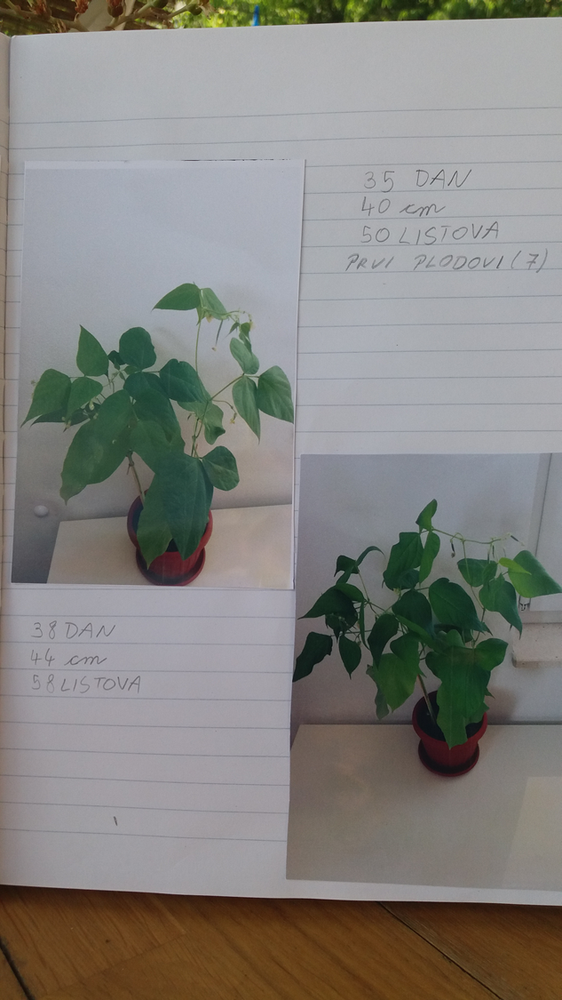 35 DAN
40 cm
50 LISTOVA
PRVI PLODOVI (7)
38 DAN
44 cm
58 LISTOVA